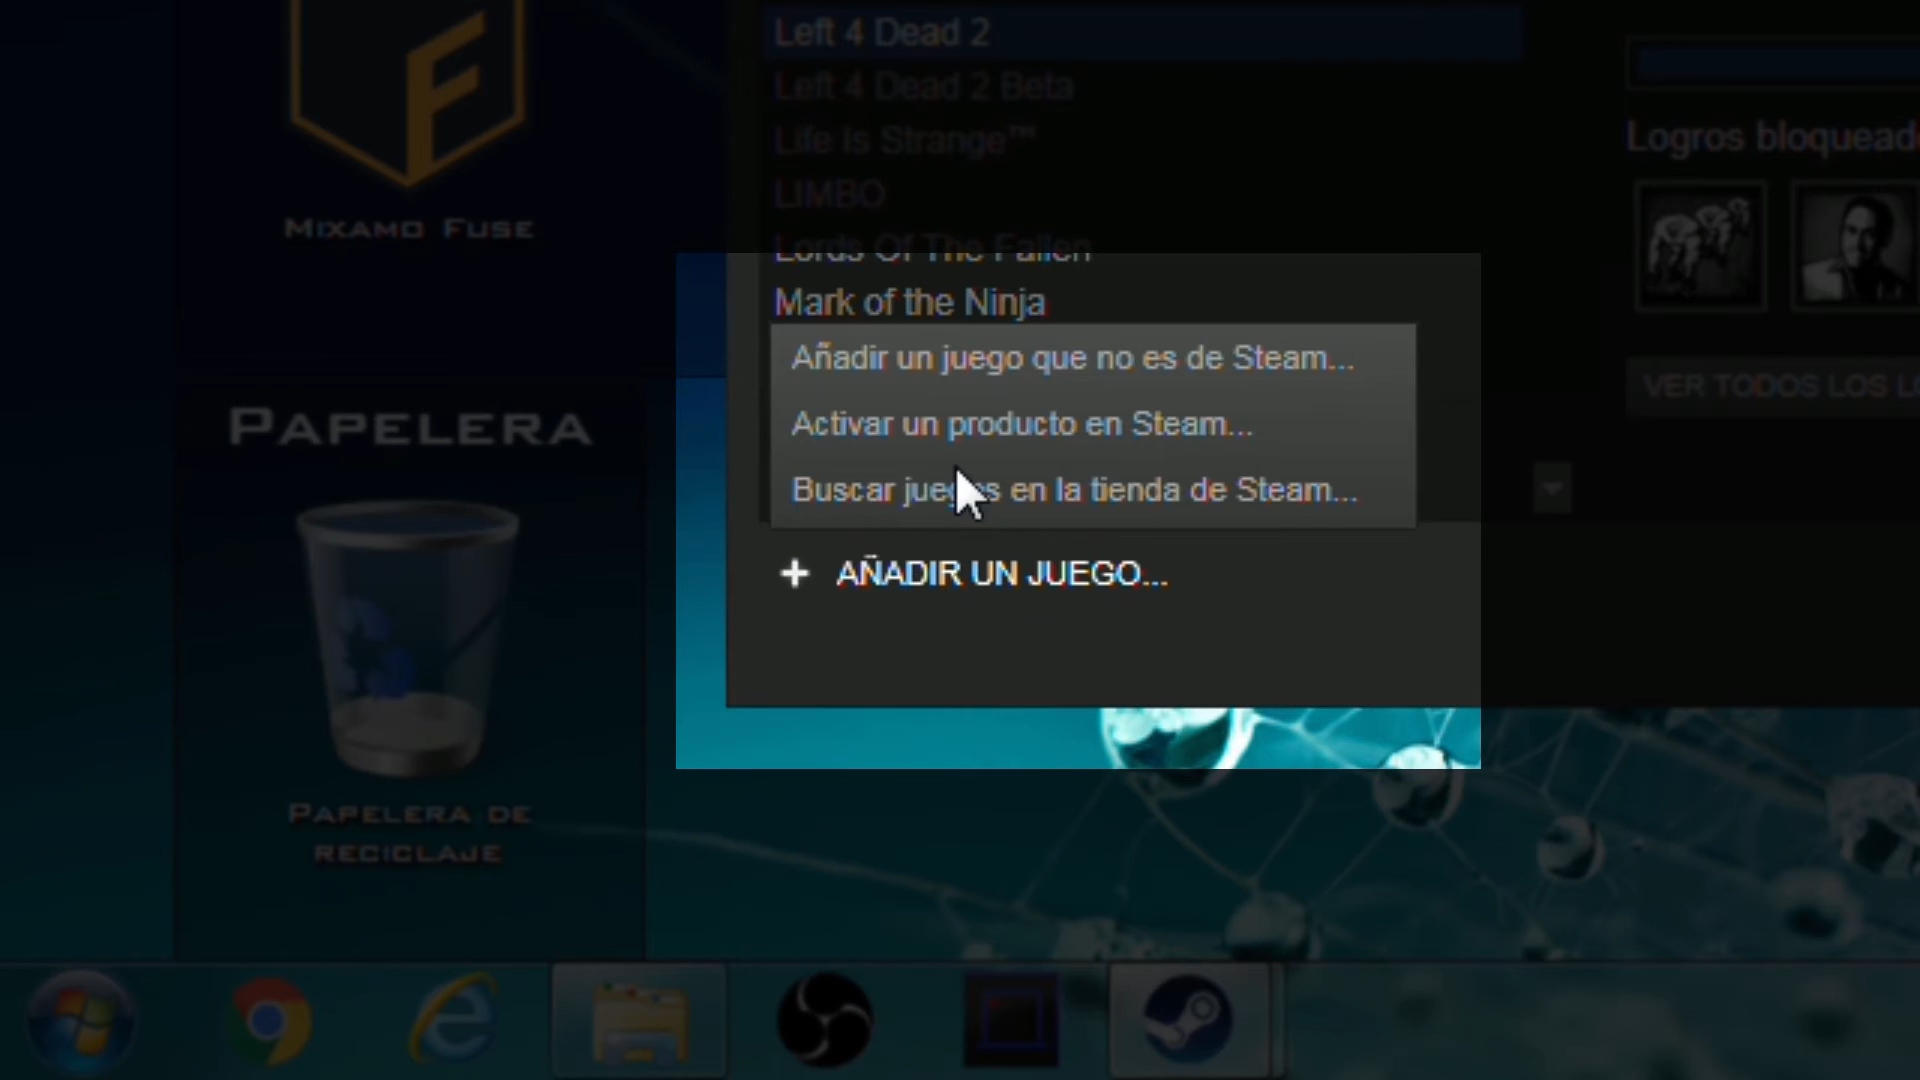 Left 4 Dead 2
Left 4 Dead 2 Beta
Life Is Strange™
LIMBO
Lords Of The Fallen
Mark of the Ninja
Añadir un juego que no es de Steam...
Activar un producto en Steam...
Buscar juegos en la tienda de Steam...
+ AÑADIR UN JUEGO...
Logros bloquead
VER TODOS LOS L
Mixamo Fuse
Papelera
Papelera de
reciclaje